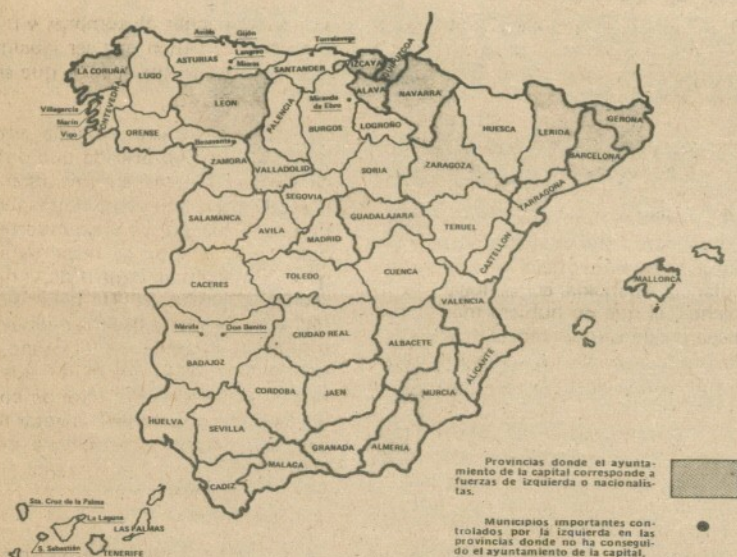 Avilés
Gijón
Langreo
Mieres
Torrelavega
LA CORUÑA
LUGO
ASTURIAS
SANTANDER
VIZCAYA
GUIPUZCOA
ALAVA
NAVARRA
Villagarcia
Marín
Vigo
PONTEVEDRA
ORENSE
LEON
PALENCIA
Miranda
de Ebro
BURGOS
LOGROÑO
HUESCA
LERIDA
GERONA
BARCELONA
Benavente
ZAMORA
VALLADOLID
SORIA
ZARAGOZA
TARRAGONA
SEGOVIA
SALAMANCA
AVILA
MADRID
GUADALAJARA
TERUEL
CASTELLON
CACERES
TOLEDO
CUENCA
VALENCIA
MALLORCA
Mérida
Don Benito
BADAJOZ
CIUDAD REAL
ALBACETE
ALICANTE
CORDOBA
JAEN
MURCIA
HUELVA
SEVILLA
GRANADA
ALMERIA
MALAGA
CADIZ
Sta. Cruz de la Palma
La Laguna
LAS PALMAS
S. Sebastián
TENERIFE
Provincias donde el ayunta-
miento de la capital corresponde a
fuerzas de izquierda o nacionalis-
tas.
Municipios importantes con-
trolados por la izquierda en las
provincias donde no ha consegui-
do el ayuntamiento de la capital.